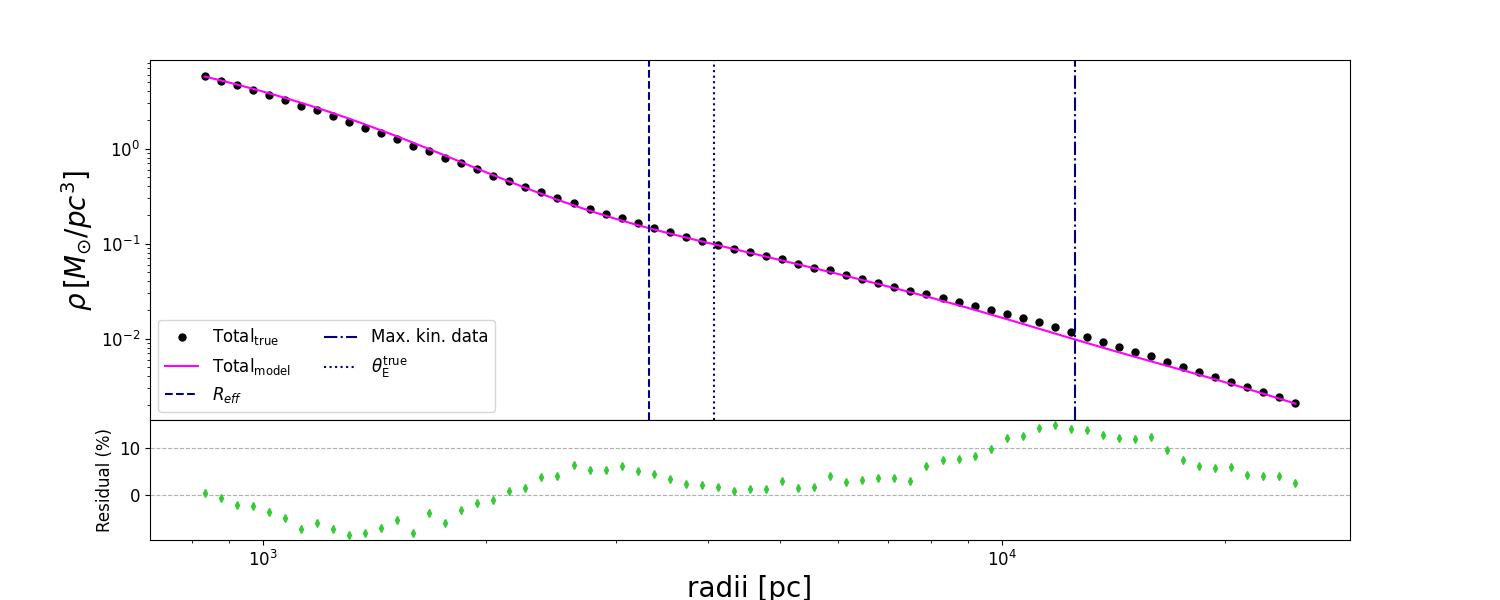 10⁰
10⁻¹
10⁻²
ρ [M⊙/pc³]
Total_true
Total_model
R_eff
Max. kin. data
θ_E^true
10
0
Residual (%)
10³
10⁴
radii [pc]